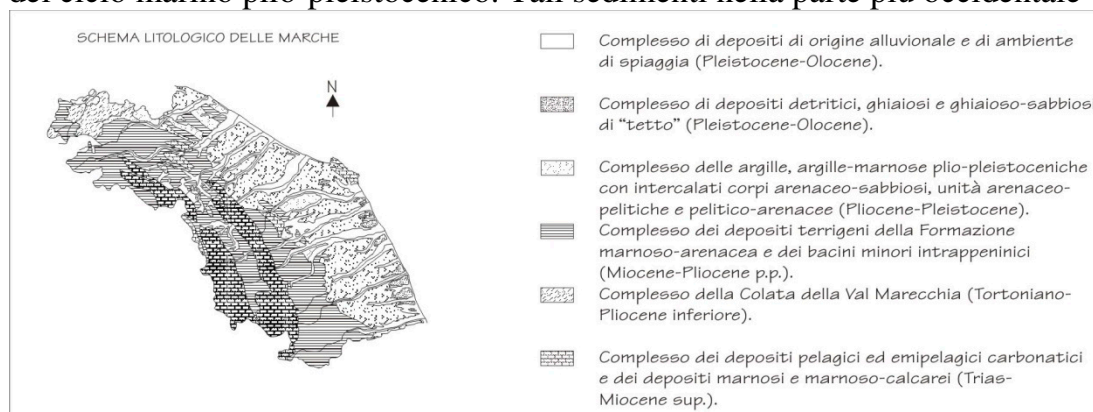 del ciclo marino plio-pleistocenico. Tali sedimenti nella parte più occidentale
SCHEMA LITOLOGICO DELLE MARCHE
N
Complesso di depositi di origine alluvionale e di ambiente
di spiaggia (Pleistocene-Olocene).
Complesso di depositi detritici, ghiaiosi e ghiaioso-sabbiosi
di "tetto" (Pleistocene-Olocene).
Complesso delle argille, argille-marnose plio-pleistoceniche
con intercalati corpi arenaceo-sabbiosi, unità arenaceo-
pelitiche e pelitico-arenacee (Pliocene-Pleistocene).
Complesso dei depositi terrigeni della Formazione
marnoso-arenacea e dei bacini minori intrappeninici
(Miocene-Pliocene p.p.).
Complesso della Colata della Val Marecchia (Tortoniano-
Pliocene inferiore).
Complesso dei depositi pelagici ed emipelagici carbonatici
e dei depositi marnosi e marnoso-calcarei (Trias-
Miocene sup.).